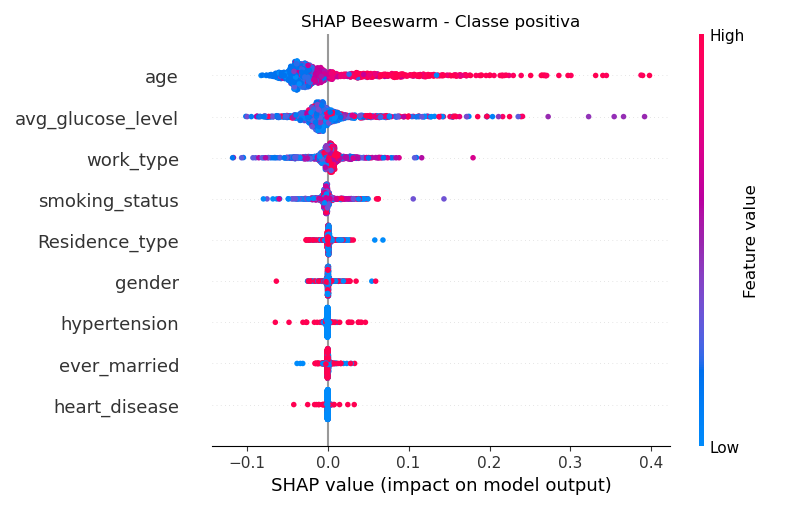 SHAP Beeswarm - Classe positiva
High
age
avg_glucose_level
work_type
smoking_status
Residence_type
gender
hypertension
ever_married
heart_disease
Feature value
Low
−0.1 0.0 0.1 0.2 0.3 0.4
SHAP value (impact on model output)